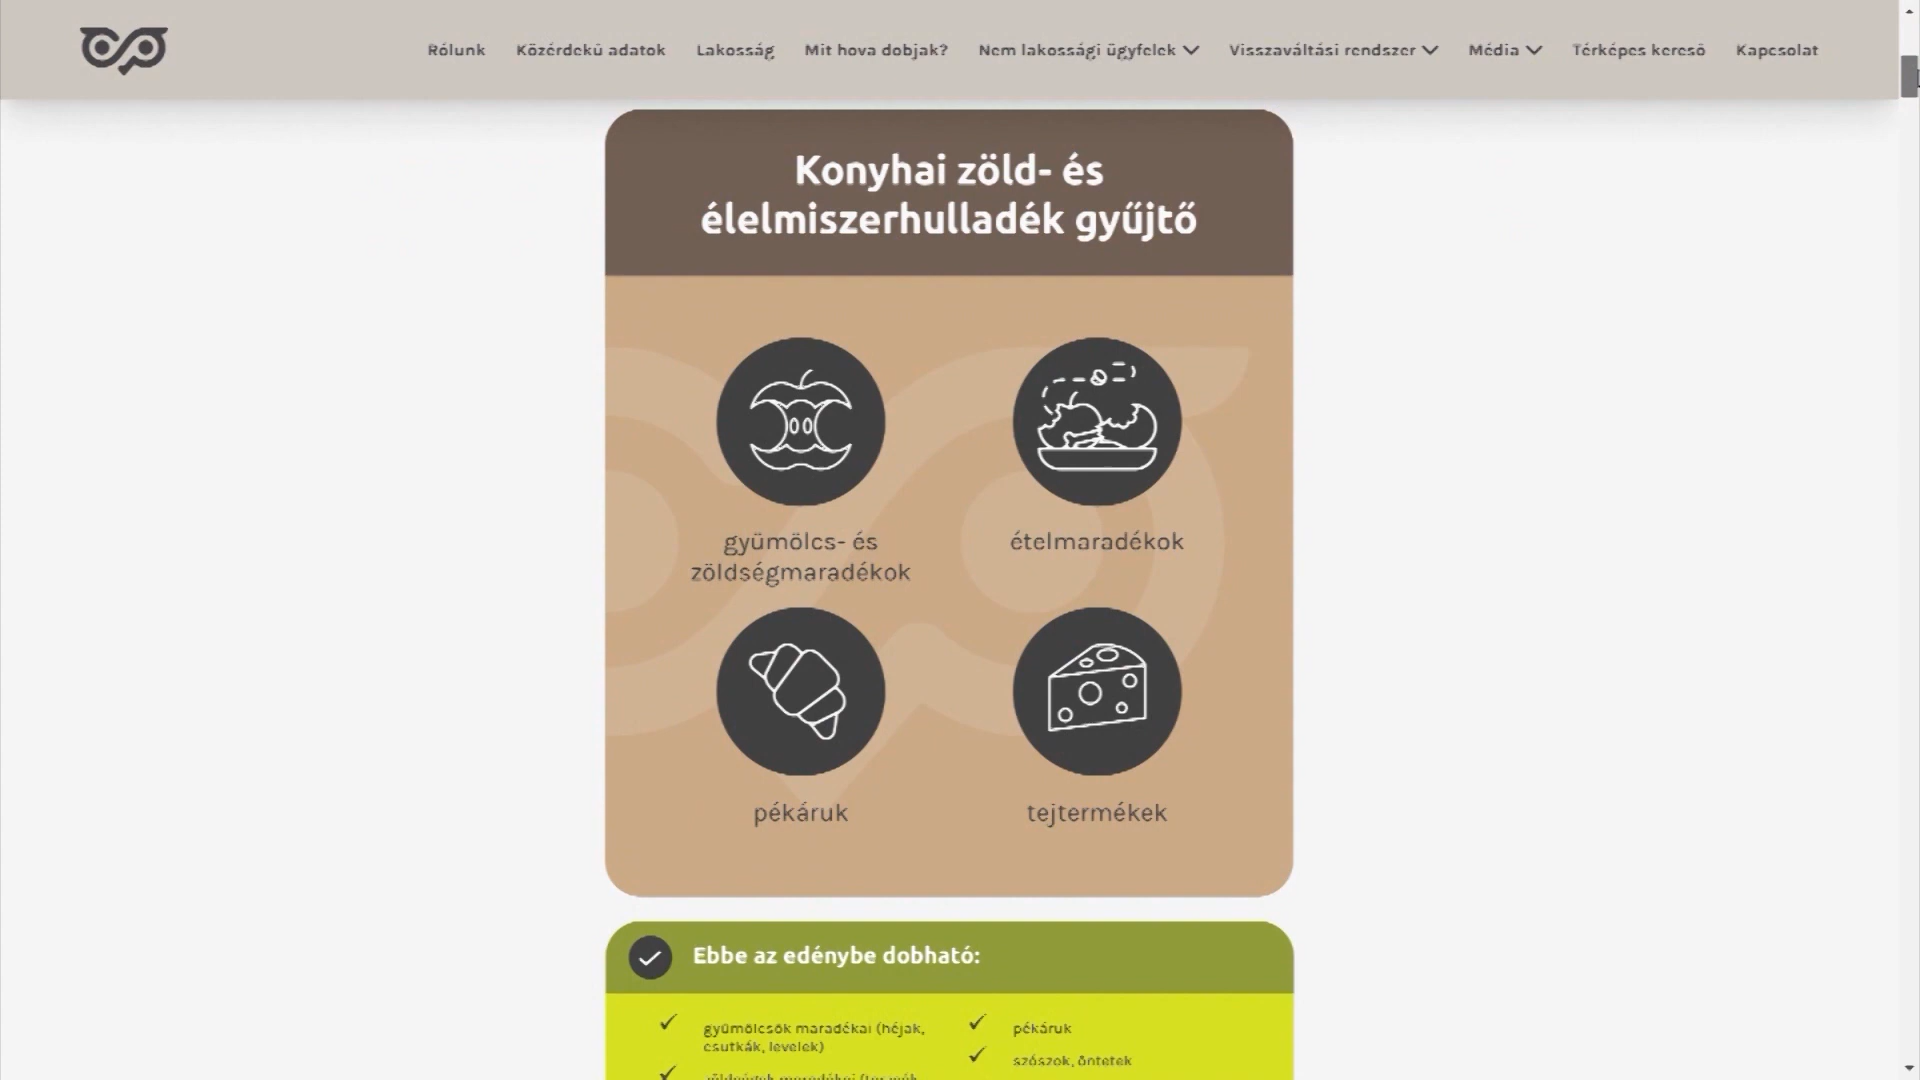 Rólunk Közérdekű adatok Lakosság Mit hova dobjak? Nem lakossági ügyfelek Visszaváltási rendszer Média Térképes kereső Kapcsolat
Konyhai zöld- és
élelmiszerhulladék gyűjtő
gyümölcs- és
zöldségmaradékok
ételmaradékok
pékáruk
tejtermékek
Ebbe az edénybe dobható:
gyümölcsök maradékai (héjak,
csutkák, levelek)
pékáruk
szószok, öntetek